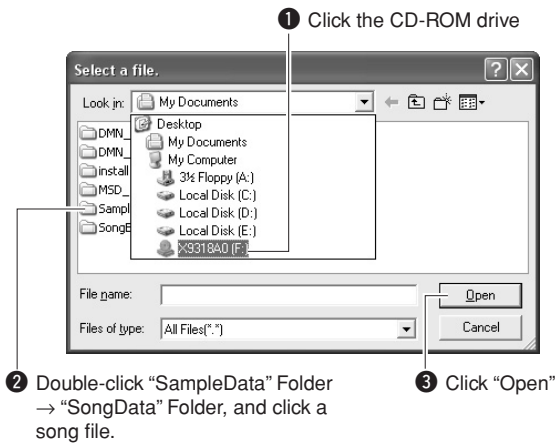 ❶ Click the CD-ROM drive
Select a file.
Look in: My Documents
DMN_
DMN_
install
MSD_
Sampl
SongE
Desktop
My Documents
My Computer
3½ Floppy (A:)
Local Disk (C:)
Local Disk (D:)
Local Disk (E:)
X9318A0 (F:)
File name:
Open
Files of type: All Files(*.*)
Cancel
❷ Double-click “SampleData” Folder
→ “SongData” Folder, and click a
song file.
❸ Click “Open”